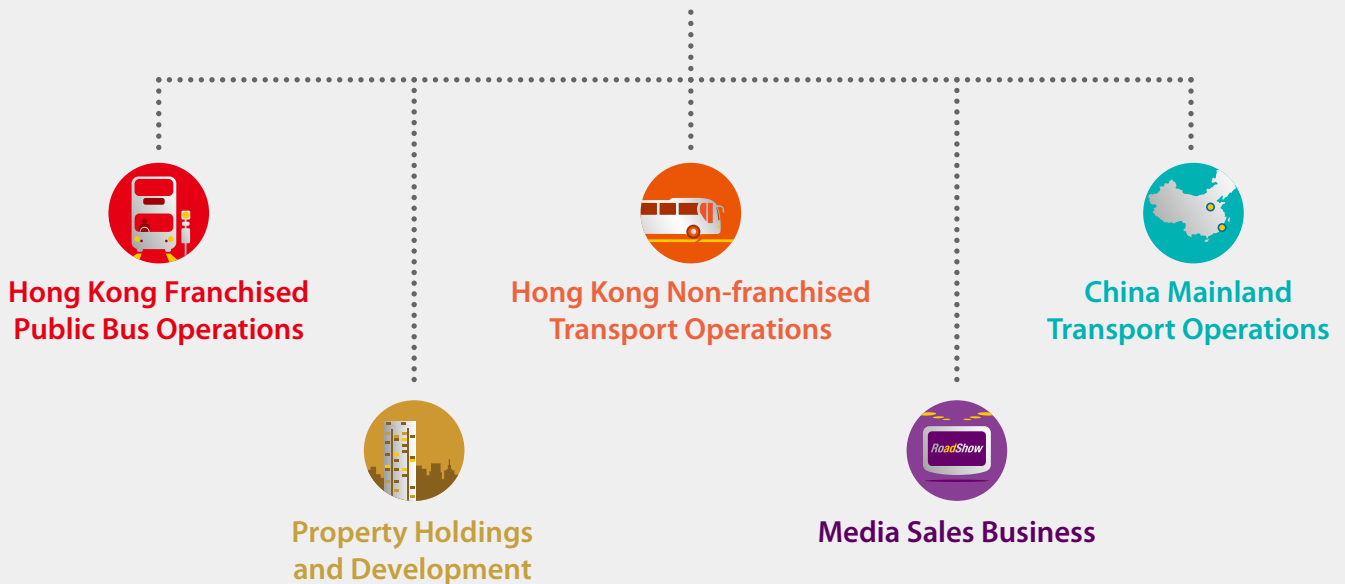 Hong Kong Franchised
Public Bus Operations
Hong Kong Non-franchised
Transport Operations
China Mainland
Transport Operations
Property Holdings
and Development
RoadShow
Media Sales Business